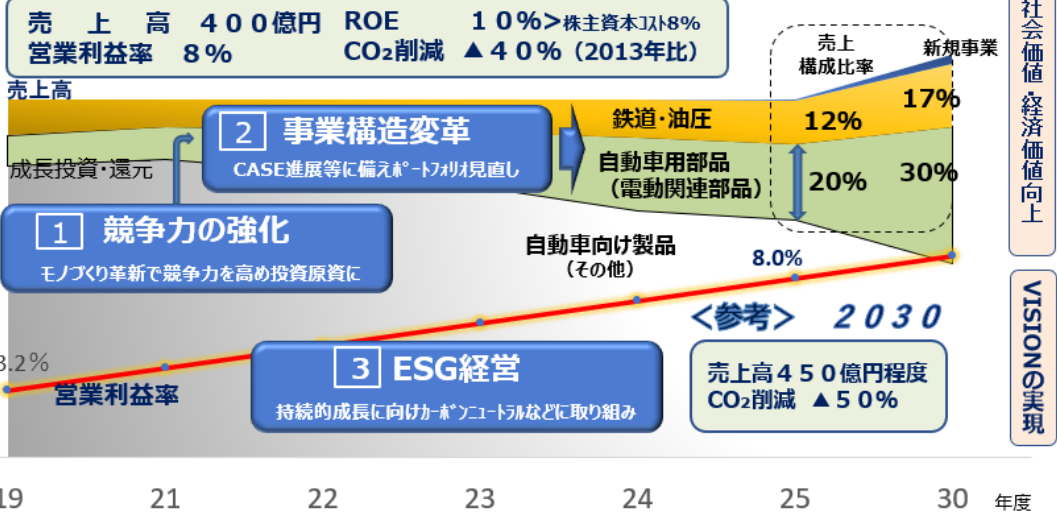 売上高 400億円 ROE 10%>株主資本コスト8%
営業利益率 8% CO₂削減 ▲40%(2013年比)
社会価値・経済価値向上
売上高
売上
構成比率
新規事業
17%
2 事業構造変革
CASE進展等に備えポートフォリオ見直し
鉄道・油圧
12%
成長投資・還元
自動車用部品
(電動関連部品)
20%
30%
1 競争力の強化
モノづくり革新で競争力を高め投資原資に
自動車向け製品
(その他)
8.0%
<参考> 2030
VISIONの実現
3.2%
営業利益率
3 ESG経営
持続的成長に向けカーボンニュートラルなどに取り組み
売上高450億円程度
CO₂削減 ▲50%
19 21 22 23 24 25 30 年度